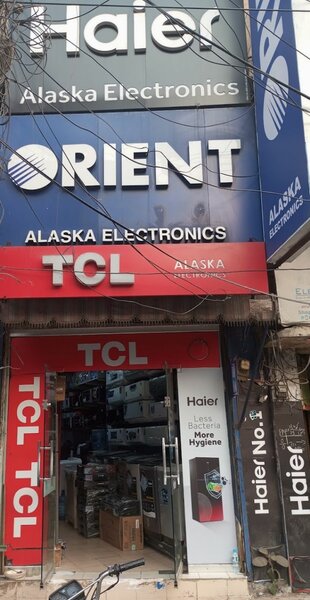 Haier
Alaska Electronics
ORIENT
ALASKA ELECTRONICS
ALASKA
ELECTRONICS
TCL
ALASKA
ELECTRONICS
TCL
TCL TCL
Haier
Less
Bacteria
More
Hygiene
Haier No.
Haier